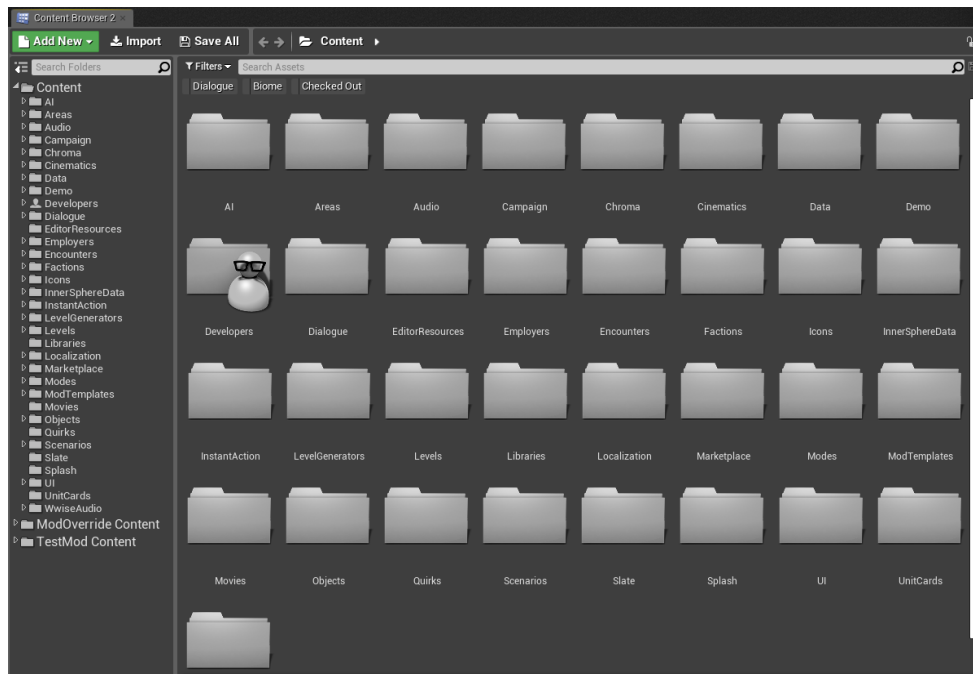 Content Browser 2
Add New Import Save All Content
Search Folders
Filters Search Assets
Content
AI
Areas
Audio
Campaign
Chroma
Cinematics
Data
Demo
Developers
Dialogue
EditorResources
Employers
Encounters
Factions
Icons
InnerSphereData
InstantAction
LevelGenerators
Levels
Libraries
Localization
Marketplace
Modes
ModTemplates
Movies
Objects
Quirks
Scenarios
Slate
Splash
UI
UnitCards
WwiseAudio
ModOverride Content
TestMod Content
Dialogue Biome Checked Out
AI Areas Audio Campaign Chroma Cinematics Data Demo
Developers Dialogue EditorResources Employers Encounters Factions Icons InnerSphereData
InstantAction LevelGenerators Levels Libraries Localization Marketplace Modes ModTemplates
Movies Objects Quirks Scenarios Slate Splash UI UnitCards